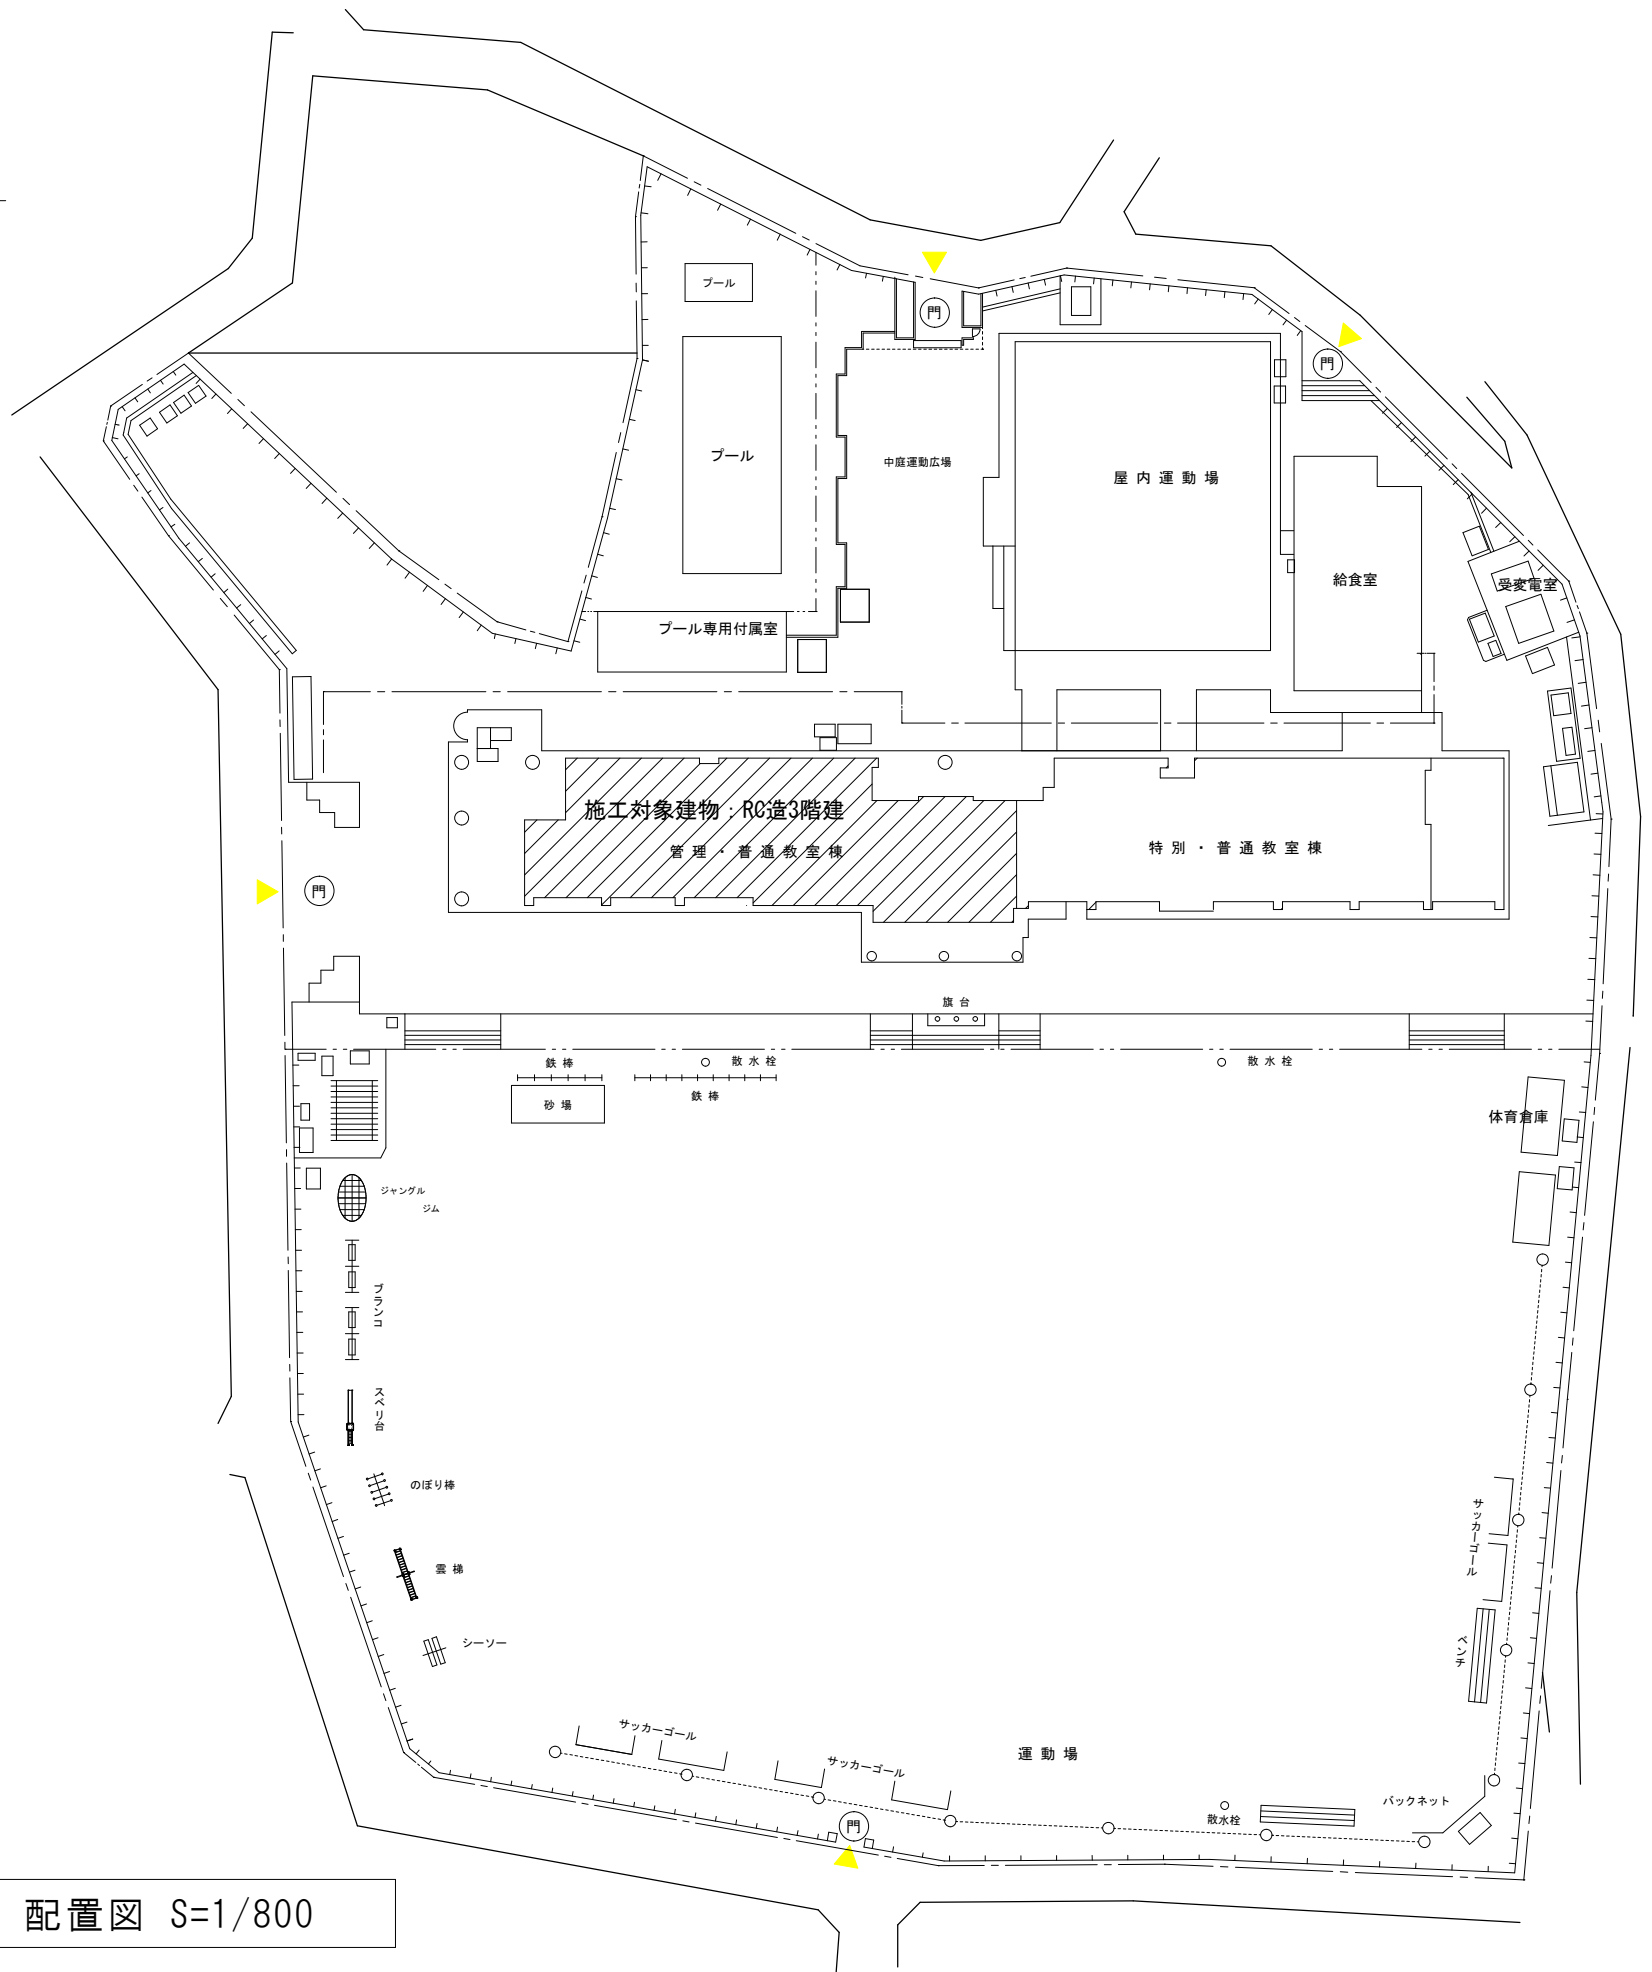 プール
門
門
プール
中庭運動広場
屋内運動場
給食室
受変電室
プール専用付属室
施工対象建物：RC造3階建
管理・普通教室棟
特別・普通教室棟
門
旗台
鉄棒
散水栓
散水栓
鉄棒
砂場
体育倉庫
ジャングル
ジム
ブランコ
スベリ台
のぼり棒
サッカーゴール
雲梯
シーソー
ベンチ
サッカーゴール
サッカーゴール
運動場
バックネット
散水栓
門
配置図 S=1/800